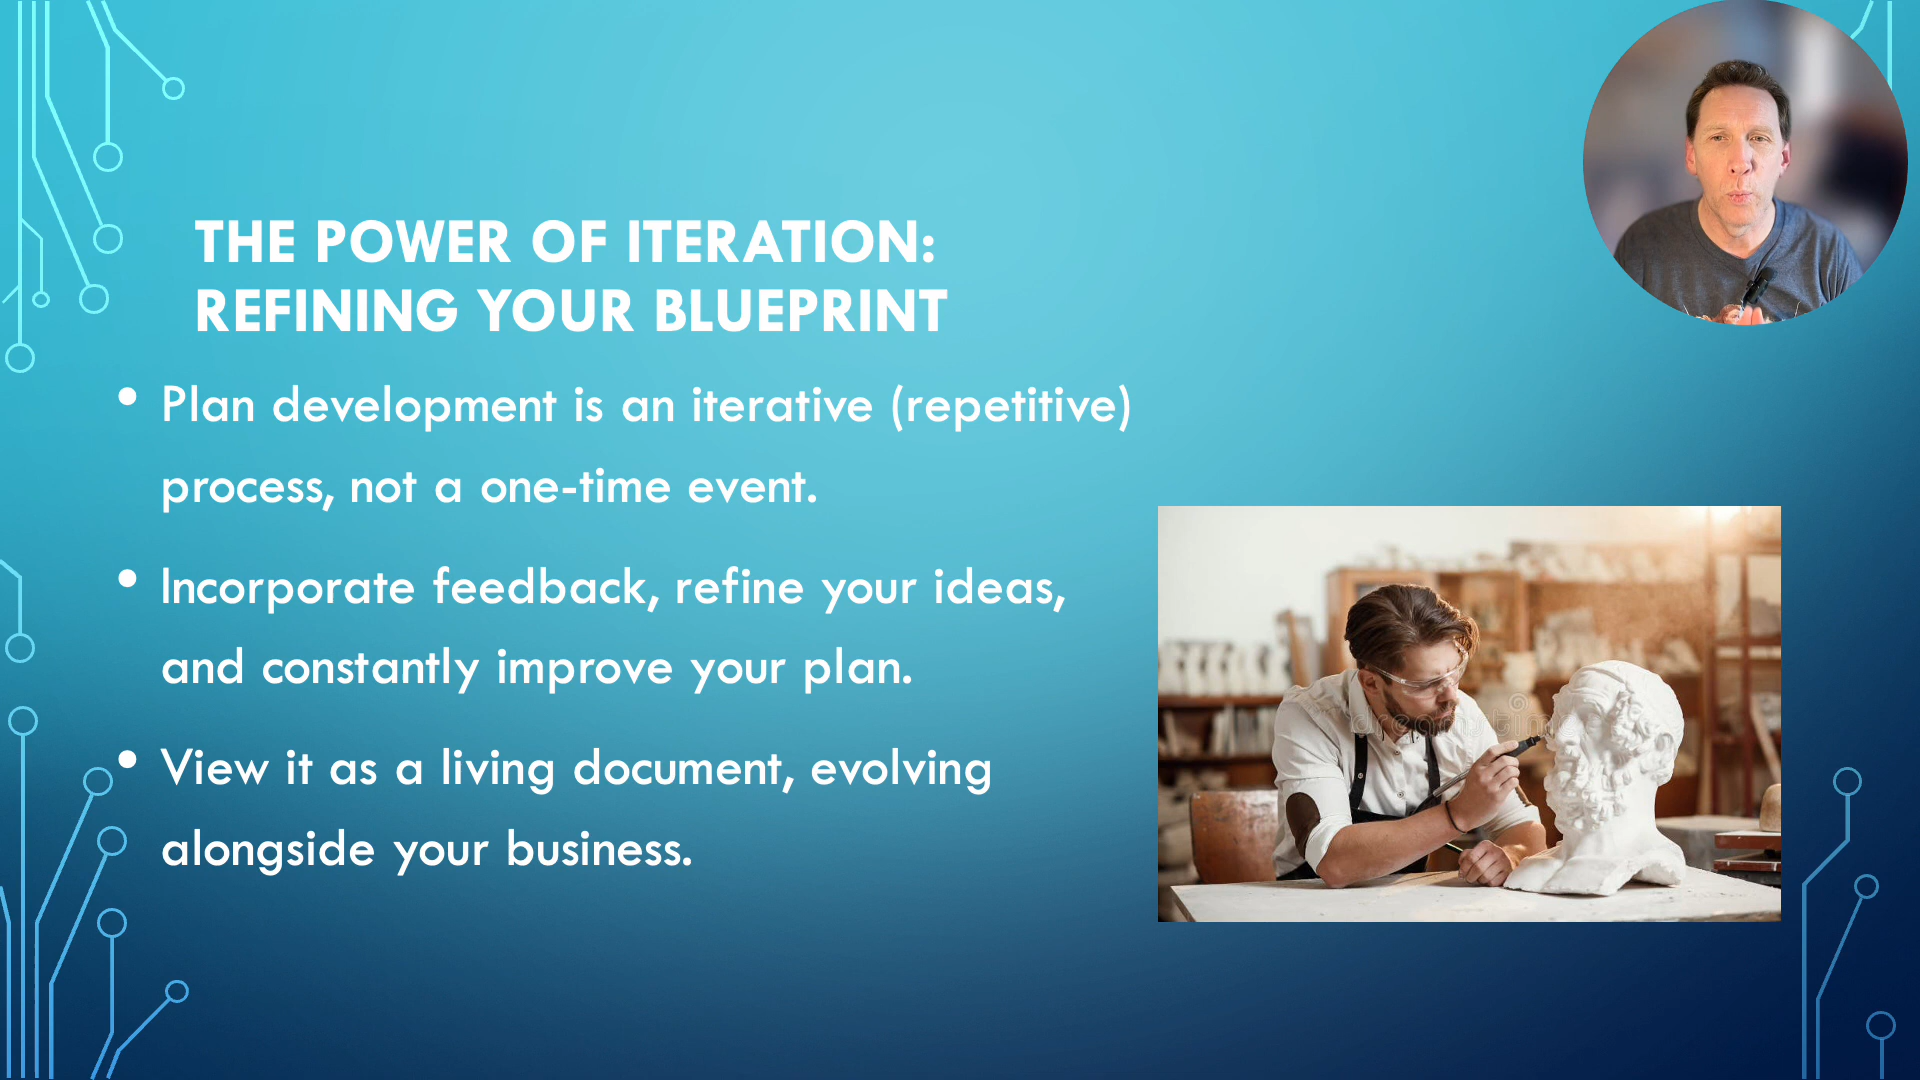 THE POWER OF ITERATION:
REFINING YOUR BLUEPRINT
• Plan development is an iterative (repetitive)
process, not a one-time event.
• Incorporate feedback, refine your ideas,
and constantly improve your plan.
• View it as a living document, evolving
alongside your business.
dreamstime